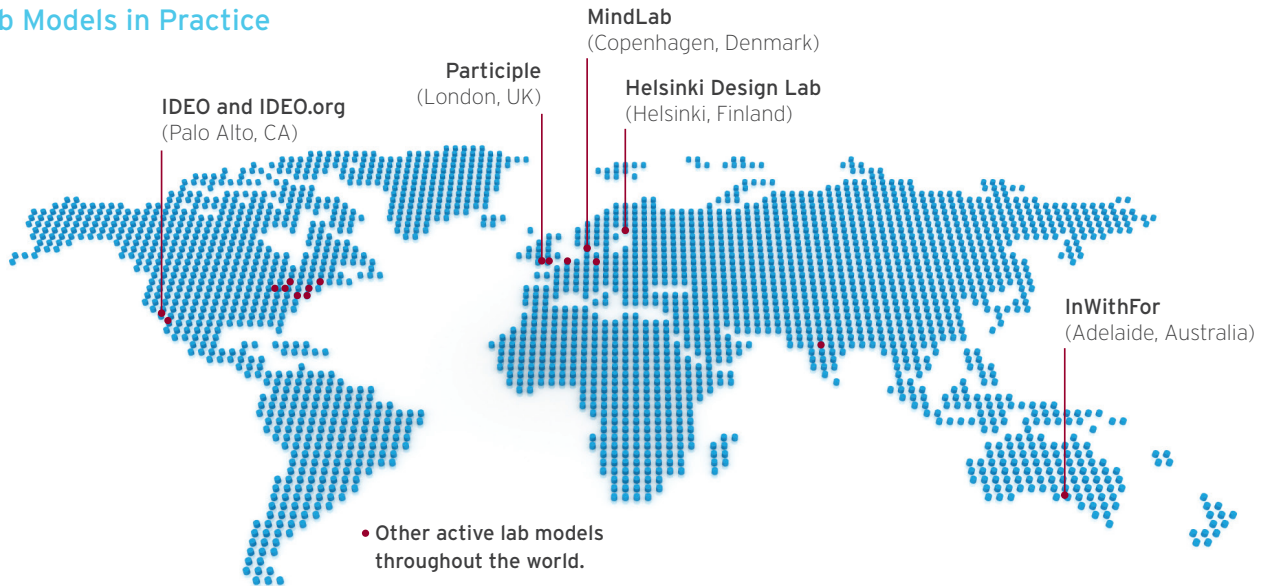 b Models in Practice
MindLab
(Copenhagen, Denmark)
Participle
(London, UK)
Helsinki Design Lab
(Helsinki, Finland)
IDEO and IDEO.org
(Palo Alto, CA)
InWithFor
(Adelaide, Australia)
• Other active lab models
throughout the world.